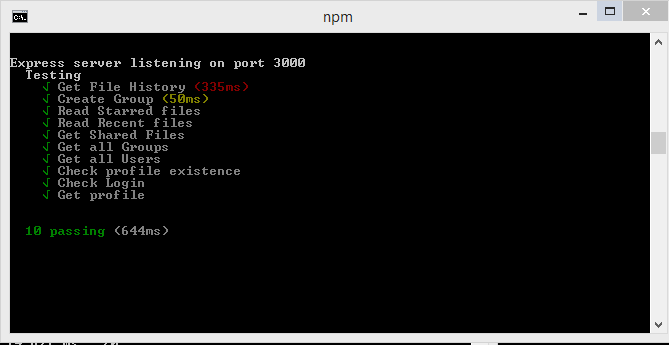 npm
Express server listening on port 3000
Testing
√ Get File History (335ms)
√ Create Group (50ms)
√ Read Starred files
√ Read Recent files
√ Get Shared Files
√ Get all Groups
√ Get all Users
√ Check profile existence
√ Check Login
√ Get profile
10 passing (644ms)